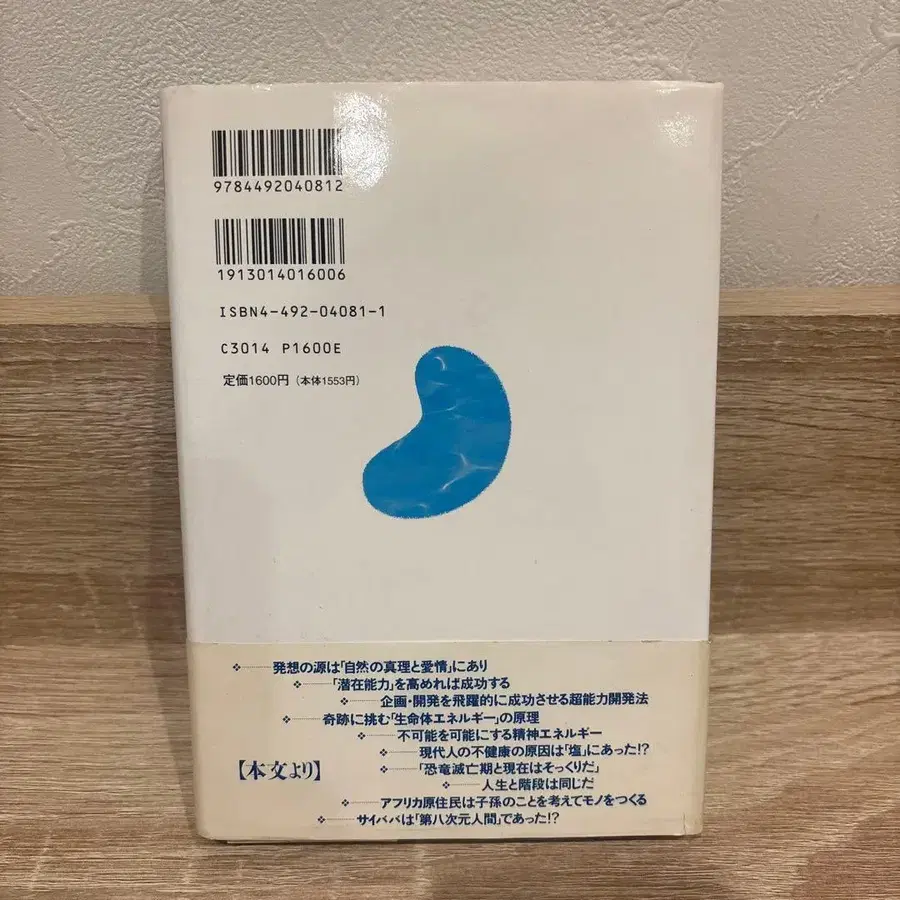 9784492040812
1913014016006
ISBN4-492-04081-1
C3014 P1600E
定価1600円（本体1553円）
❖………発想の源は「自然の真理と愛情」にあり
❖………「潜在能力」を高めれば成功する
❖………企画・開発を飛躍的に成功させる超能力開発法
❖………奇跡に挑む「生命体エネルギー」の原理
❖………不可能を可能にする精神エネルギー
❖………現代人の不健康の原因は「塩」にあった!?
❖………「恐竜滅亡期と現在はそっくりだ」
❖………人生と階段は同じだ
❖………アフリカ原住民は子孫のことを考えてモノをつくる
❖………サイババは「第八次元人間」であった!?
【本文より】